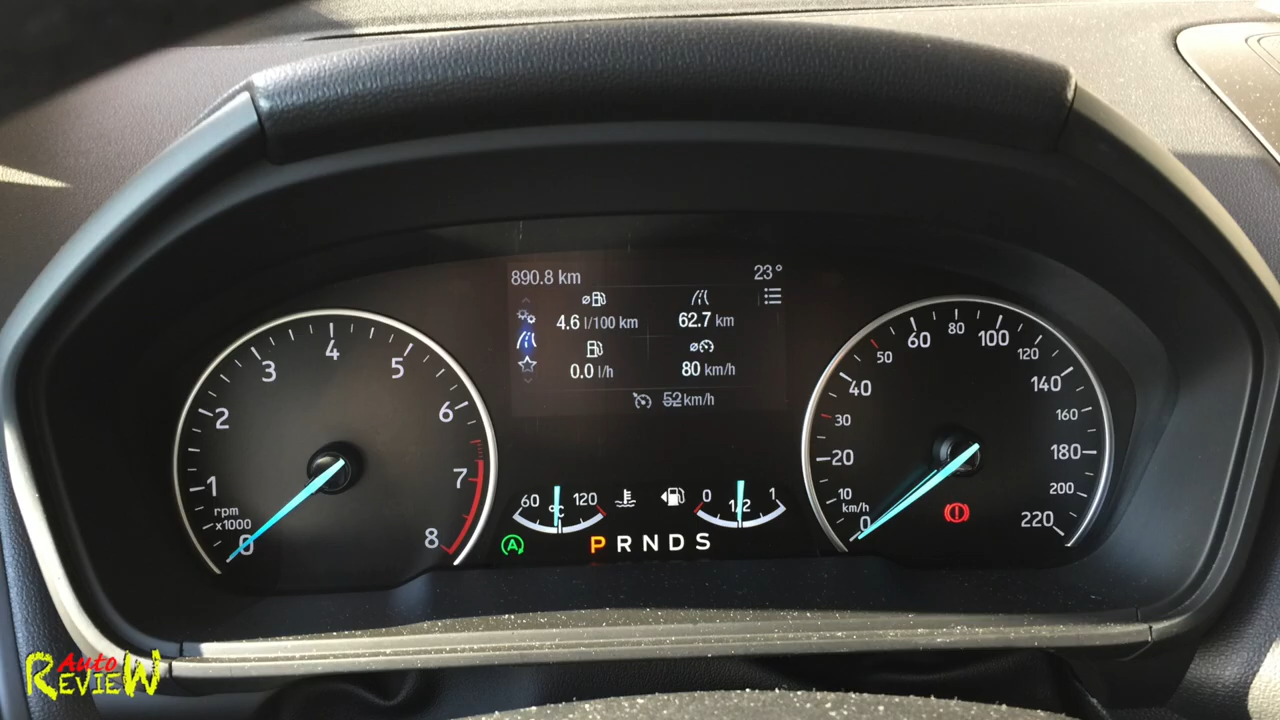 890.8 km 23°
4.6 l/100 km 62.7 km
0.0 l/h 80 km/h
52 km/h
0 1 2 3 4 5 6 7 8
rpm
x1000
0 10 20 30 40 50 60 80 100 120 140 160 180 200 220
km/h
60 °C 120
0 1/2 1
A
P R N D S
Auto
REVIEW